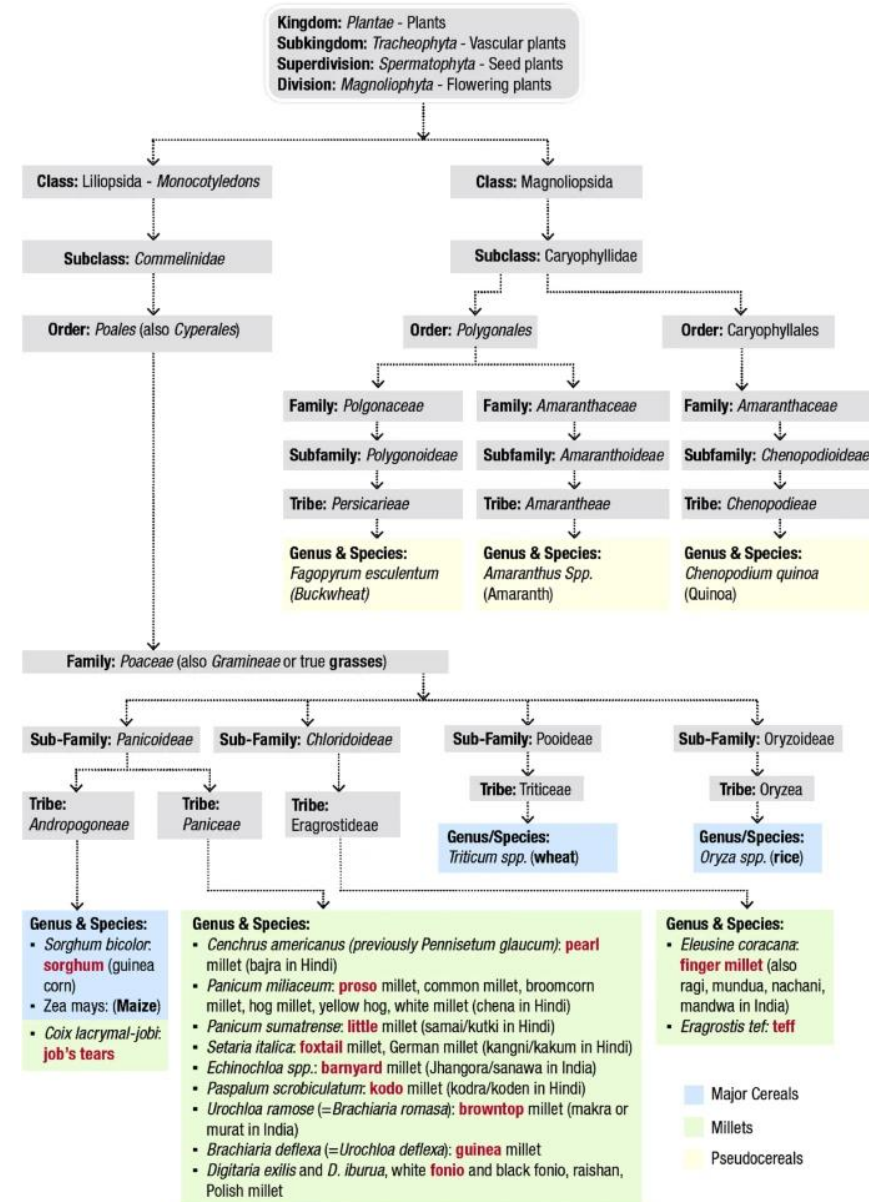 Kingdom: Plantae - Plants
Subkingdom: Tracheophyta - Vascular plants
Superdivision: Spermatophyta - Seed plants
Division: Magnoliophyta - Flowering plants
Class: Liliopsida - Monocotyledons
Class: Magnoliopsida
Subclass: Commelinidae
Subclass: Caryophyllidae
Order: Poales (also Cyperales)
Order: Polygonales
Order: Caryophyllales
Family: Polgonaceae
Family: Amaranthaceae
Family: Amaranthaceae
Subfamily: Polygonoideae
Subfamily: Amaranthoideae
Subfamily: Chenopodioideae
Tribe: Persicarieae
Tribe: Amarantheae
Tribe: Chenopodieae
Genus & Species:
Fagopyrum esculentum
(Buckwheat)
Genus & Species:
Amaranthus Spp.
(Amaranth)
Genus & Species:
Chenopodium quinoa
(Quinoa)
Family: Poaceae (also Gramineae or true grasses)
Sub-Family: Panicoideae
Sub-Family: Chloridoideae
Sub-Family: Pooideae
Sub-Family: Oryzoideae
Tribe:
Andropogoneae
Tribe:
Paniceae
Tribe:
Eragrostideae
Tribe: Triticeae
Tribe: Oryzea
Genus/Species:
Triticum spp. (wheat)
Genus/Species:
Oryza spp. (rice)
Genus & Species:
▪ Sorghum bicolor:
sorghum (guinea
corn)
▪ Zea mays: (Maize)
▪ Coix lacrymal-jobi:
job's tears
Genus & Species:
▪ Cenchrus americanus (previously Pennisetum glaucum): pearl
millet (bajra in Hindi)
▪ Panicum miliaceum: proso millet, common millet, broomcorn
millet, hog millet, yellow hog, white millet (chena in Hindi)
▪ Panicum sumatrense: little millet (samai/kutki in Hindi)
▪ Setaria italica: foxtail millet, German millet (kangni/kakum in Hindi)
▪ Echinochloa spp.: barnyard millet (Jhangora/sanawa in India)
▪ Paspalum scrobiculatum: kodo millet (kodra/koden in Hindi)
▪ Urochloa ramose (=Brachiaria romasa): browntop millet (makra or
murat in India)
▪ Brachiaria deflexa (=Urochloa deflexa): guinea millet
▪ Digitaria exilis and D. iburua, white fonio and black fonio, raishan,
Polish millet
Genus & Species:
▪ Eleusine coracana:
finger millet (also
ragi, mundua, nachani,
mandwa in India)
▪ Eragrostis tef: teff
Major Cereals
Millets
Pseudocereals